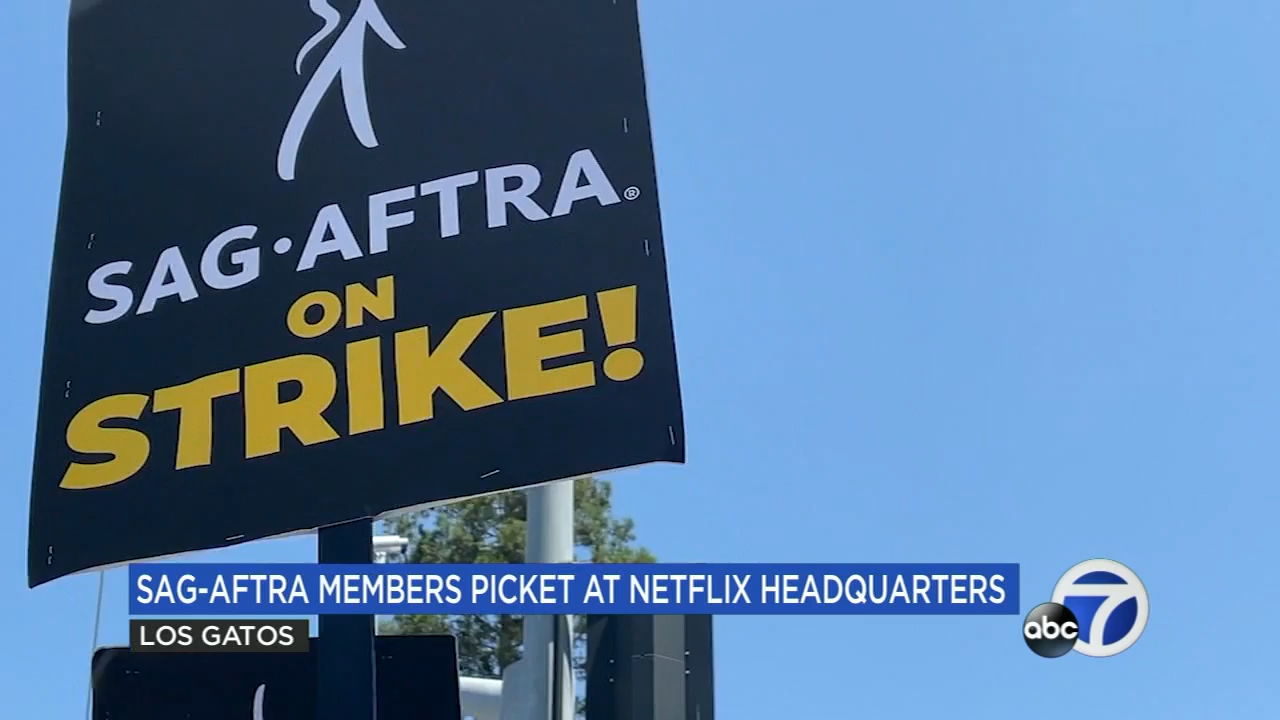 SAG·AFTRA®
ON
STRIKE!
SAG-AFTRA MEMBERS PICKET AT NETFLIX HEADQUARTERS
LOS GATOS
abc 7